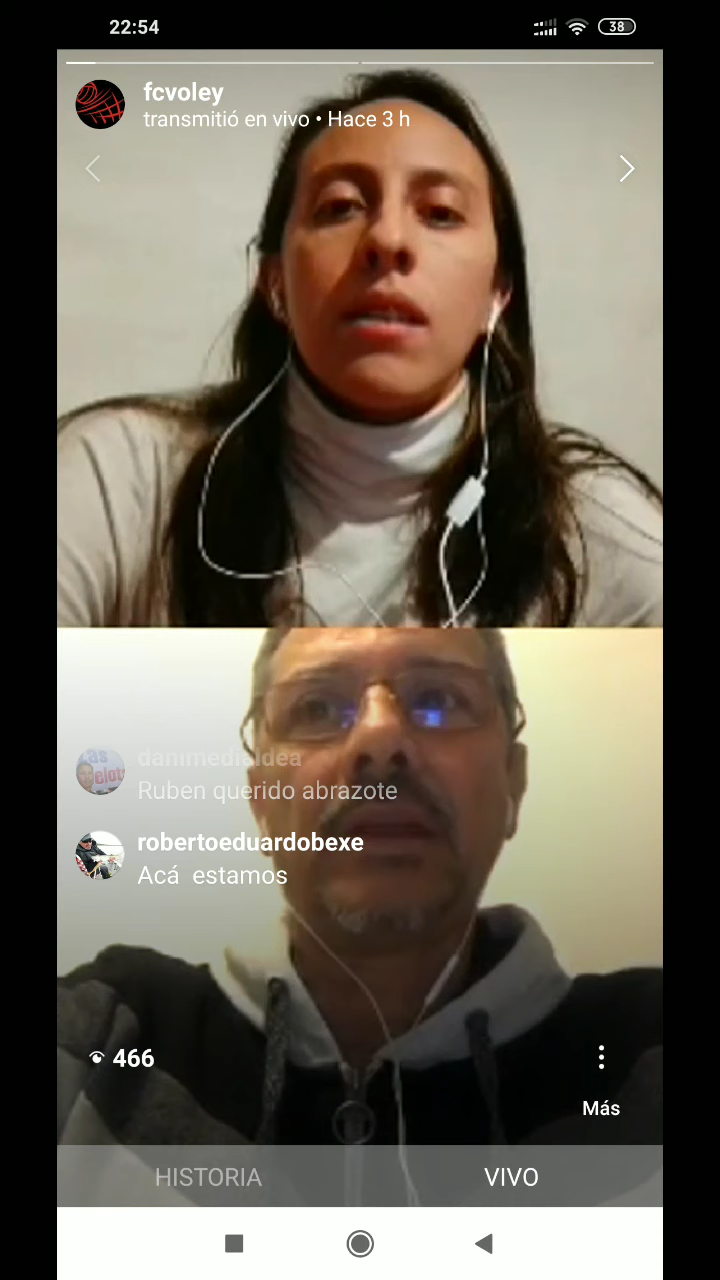 22:54
38
fcvoley
transmitió en vivo • Hace 3 h
danimedialdea
Ruben querido abrazote
robertoeduardobexe
Acá estamos
466
Más
HISTORIA
VIVO